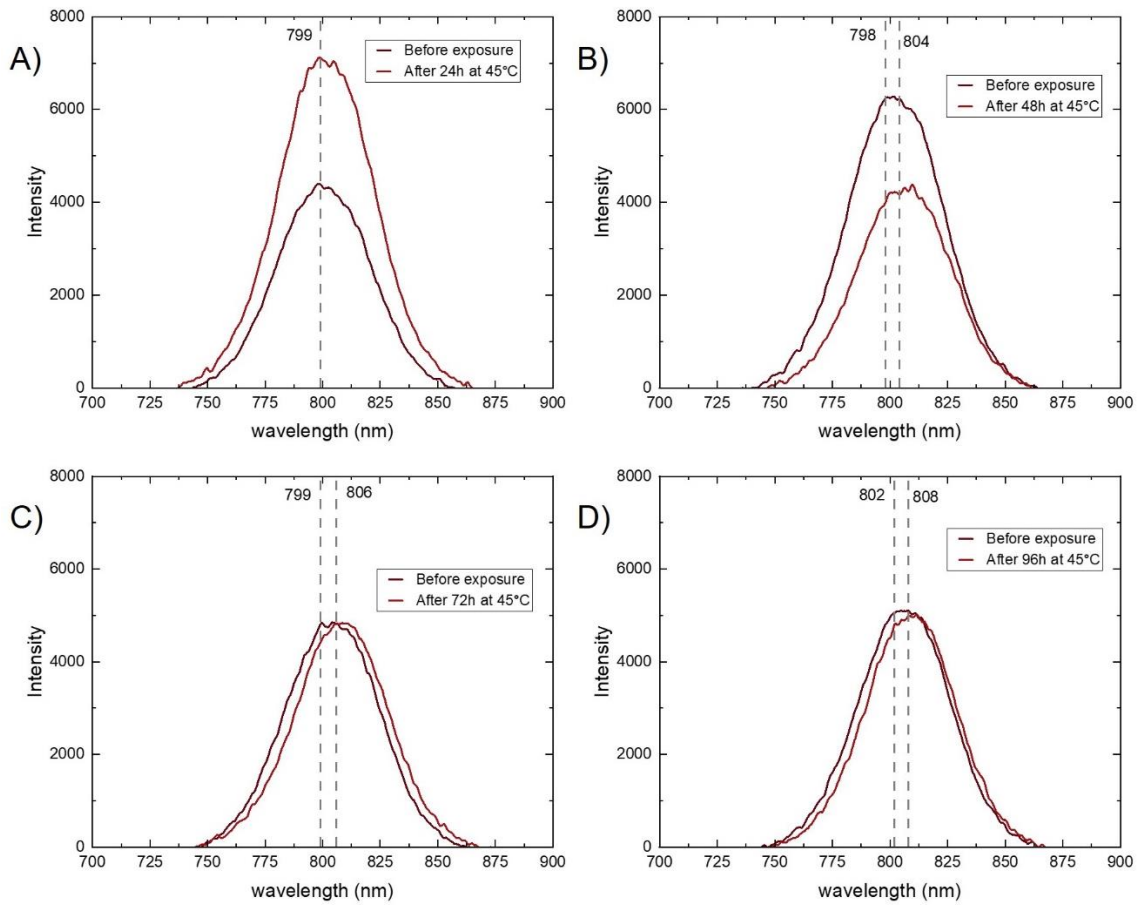 A)
8000
6000
4000
2000
0
Intensity
799
Before exposure
After 24h at 45°C
700 725 750 775 800 825 850 875 900
wavelength (nm)
B)
8000
6000
4000
2000
0
Intensity
798 804
Before exposure
After 48h at 45°C
700 725 750 775 800 825 850 875 900
wavelength (nm)
C)
8000
6000
4000
2000
0
Intensity
799 806
Before exposure
After 72h at 45°C
700 725 750 775 800 825 850 875 900
wavelength (nm)
D)
8000
6000
4000
2000
0
Intensity
802 808
Before exposure
After 96h at 45°C
700 725 750 775 800 825 850 875 900
wavelength (nm)